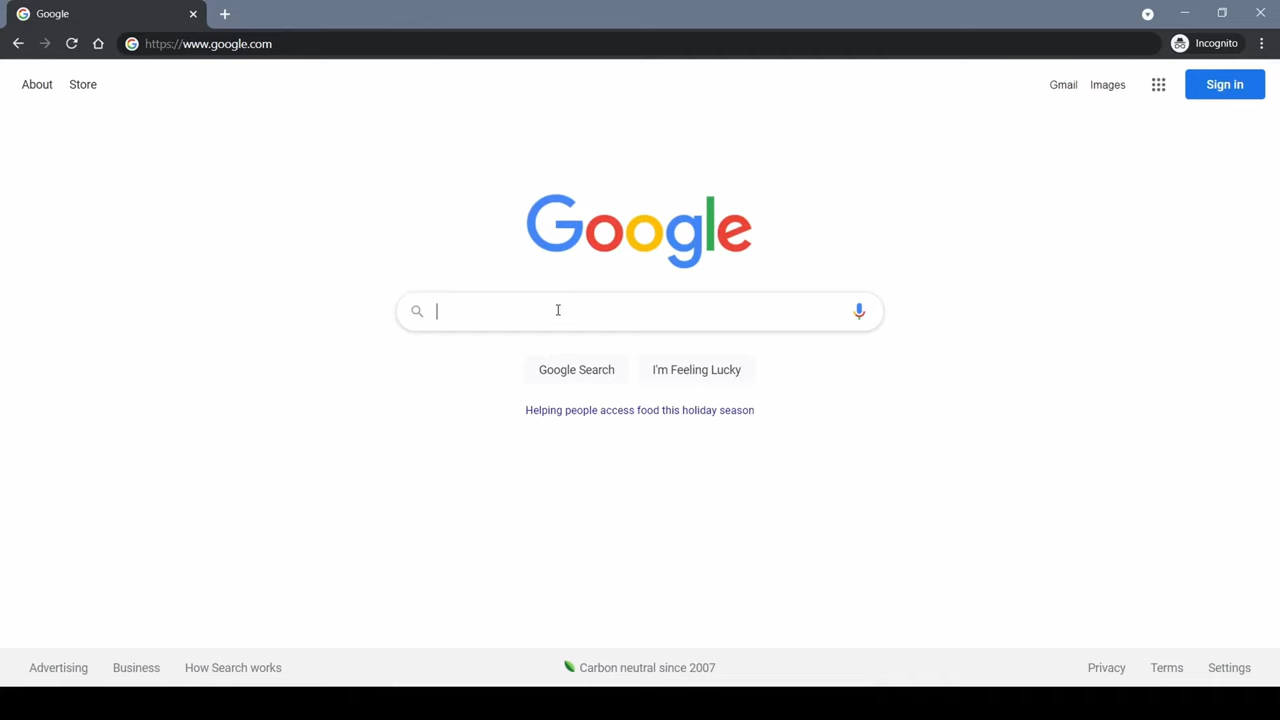 Google
https://www.google.com
Incognito
About Store
Gmail Images
Sign in
Google
Google Search I'm Feeling Lucky
Helping people access food this holiday season
Advertising Business How Search works
Carbon neutral since 2007
Privacy Terms Settings